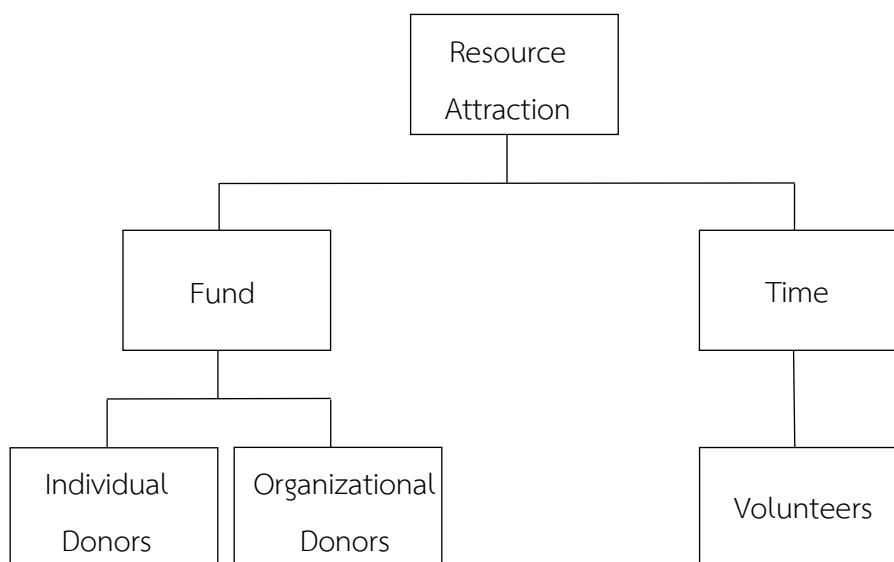 Resource
Attraction
Fund
Time
Individual
Donors
Organizational
Donors
Volunteers